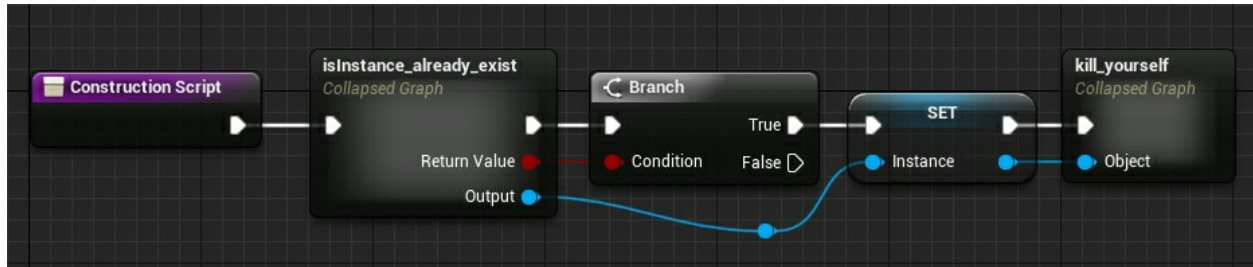 Construction Script
isInstance_already_exist
Collapsed Graph
Return Value
Output
Branch
True
Condition
False
SET
Instance
kill_yourself
Collapsed Graph
Object